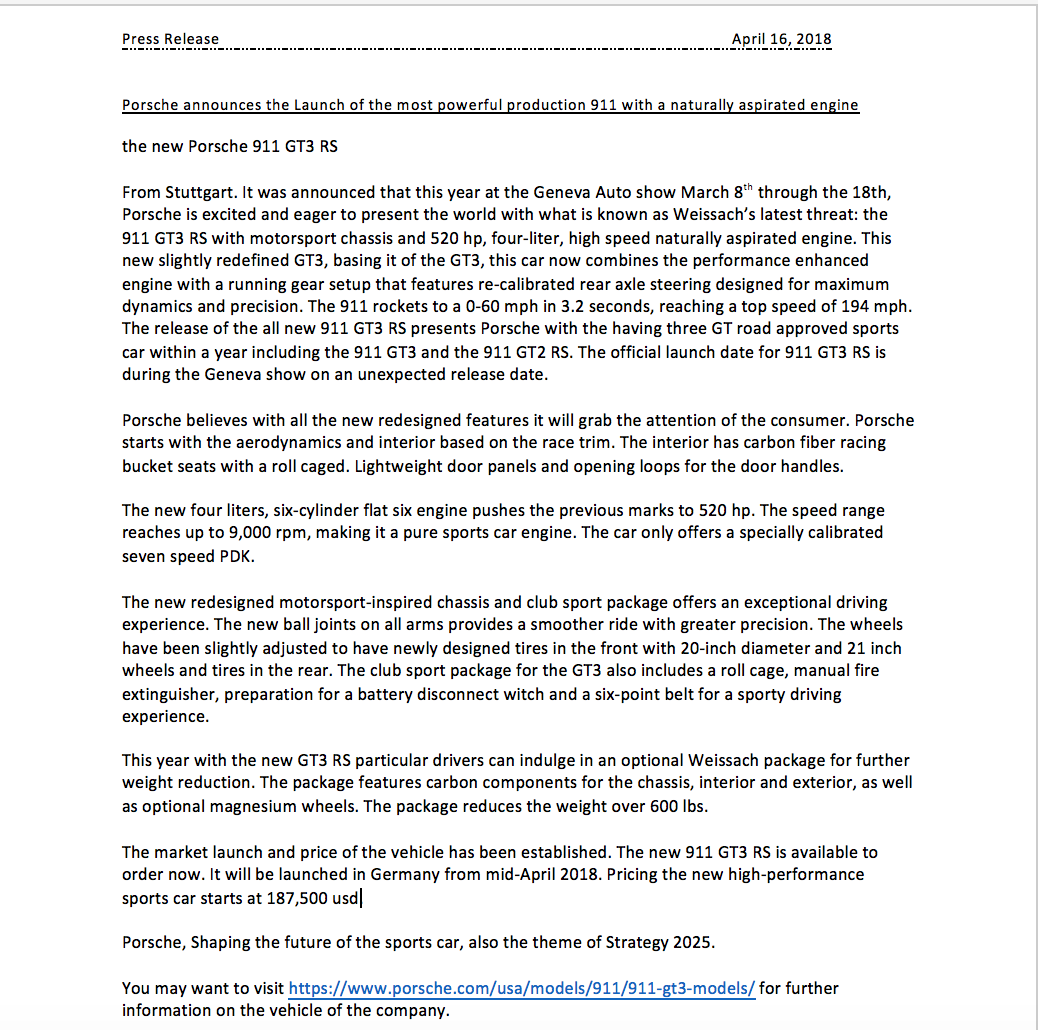 Press Release April 16, 2018
Porsche announces the Launch of the most powerful production 911 with a naturally aspirated engine
the new Porsche 911 GT3 RS
From Stuttgart. It was announced that this year at the Geneva Auto show March 8th through the 18th,
Porsche is excited and eager to present the world with what is known as Weissach’s latest threat: the
911 GT3 RS with motorsport chassis and 520 hp, four-liter, high speed naturally aspirated engine. This
new slightly redefined GT3, basing it of the GT3, this car now combines the performance enhanced
engine with a running gear setup that features re-calibrated rear axle steering designed for maximum
dynamics and precision. The 911 rockets to a 0-60 mph in 3.2 seconds, reaching a top speed of 194 mph.
The release of the all new 911 GT3 RS presents Porsche with the having three GT road approved sports
car within a year including the 911 GT3 and the 911 GT2 RS. The official launch date for 911 GT3 RS is
during the Geneva show on an unexpected release date.
Porsche believes with all the new redesigned features it will grab the attention of the consumer. Porsche
starts with the aerodynamics and interior based on the race trim. The interior has carbon fiber racing
bucket seats with a roll caged. Lightweight door panels and opening loops for the door handles.
The new four liters, six-cylinder flat six engine pushes the previous marks to 520 hp. The speed range
reaches up to 9,000 rpm, making it a pure sports car engine. The car only offers a specially calibrated
seven speed PDK.
The new redesigned motorsport-inspired chassis and club sport package offers an exceptional driving
experience. The new ball joints on all arms provides a smoother ride with greater precision. The wheels
have been slightly adjusted to have newly designed tires in the front with 20-inch diameter and 21 inch
wheels and tires in the rear. The club sport package for the GT3 also includes a roll cage, manual fire
extinguisher, preparation for a battery disconnect witch and a six-point belt for a sporty driving
experience.
This year with the new GT3 RS particular drivers can indulge in an optional Weissach package for further
weight reduction. The package features carbon components for the chassis, interior and exterior, as well
as optional magnesium wheels. The package reduces the weight over 600 lbs.
The market launch and price of the vehicle has been established. The new 911 GT3 RS is available to
order now. It will be launched in Germany from mid-April 2018. Pricing the new high-performance
sports car starts at 187,500 usd
Porsche, Shaping the future of the sports car, also the theme of Strategy 2025.
You may want to visit https://www.porsche.com/usa/models/911/911-gt3-models/ for further
information on the vehicle of the company.